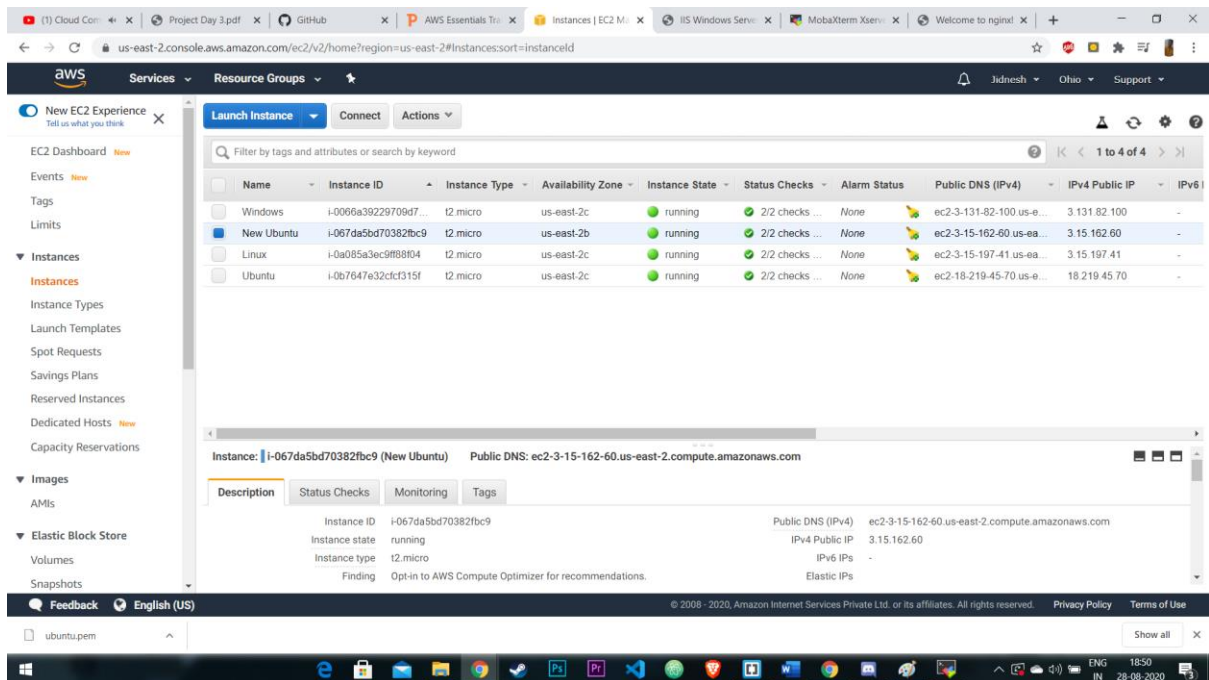 (1) Cloud Com
Project Day 3.pdf
GitHub
AWS Essentials Tra
Instances | EC2 Ma
IIS Windows Serve
MobaXterm Xserv
Welcome to nginx!
us-east-2.console.aws.amazon.com/ec2/v2/home?region=us-east-2#Instances:sort=instanceId
aws Services Resource Groups Jidnesh Ohio Support
New EC2 Experience
Tell us what you think
EC2 Dashboard New
Events New
Tags
Limits
Instances
Instances
Instance Types
Launch Templates
Spot Requests
Savings Plans
Reserved Instances
Dedicated Hosts New
Capacity Reservations
Images
AMIs
Elastic Block Store
Volumes
Snapshots
Launch Instance Connect Actions
Filter by tags and attributes or search by keyword 1 to 4 of 4
Name Instance ID Instance Type Availability Zone Instance State Status Checks Alarm Status Public DNS (IPv4) IPv4 Public IP IPv6
Windows i-0066a39229709d7... t2.micro us-east-2c running 2/2 checks ... None ec2-3-131-82-100.us-e... 3.131.82.100 -
New Ubuntu i-067da5bd70382fbc9 t2.micro us-east-2b running 2/2 checks ... None ec2-3-15-162-60.us-ea... 3.15.162.60 -
Linux i-0a085a3ec9ff88f04 t2.micro us-east-2c running 2/2 checks ... None ec2-3-15-197-41.us-ea... 3.15.197.41 -
Ubuntu i-0b7647e32cfcf315f t2.micro us-east-2c running 2/2 checks ... None ec2-18-219-45-70.us-e... 18.219.45.70 -
Instance: i-067da5bd70382fbc9 (New Ubuntu) Public DNS: ec2-3-15-162-60.us-east-2.compute.amazonaws.com
Description Status Checks Monitoring Tags
Instance ID i-067da5bd70382fbc9 Public DNS (IPv4) ec2-3-15-162-60.us-east-2.compute.amazonaws.com
Instance state running IPv4 Public IP 3.15.162.60
Instance type t2.micro IPv6 IPs -
Finding Opt-in to AWS Compute Optimizer for recommendations. Elastic IPs
Feedback English (US) © 2008 - 2020, Amazon Internet Services Private Ltd. or its affiliates. All rights reserved. Privacy Policy Terms of Use
ubuntu.pem Show all
Ps Pr ENG 18:50
IN 28-08-2020 3